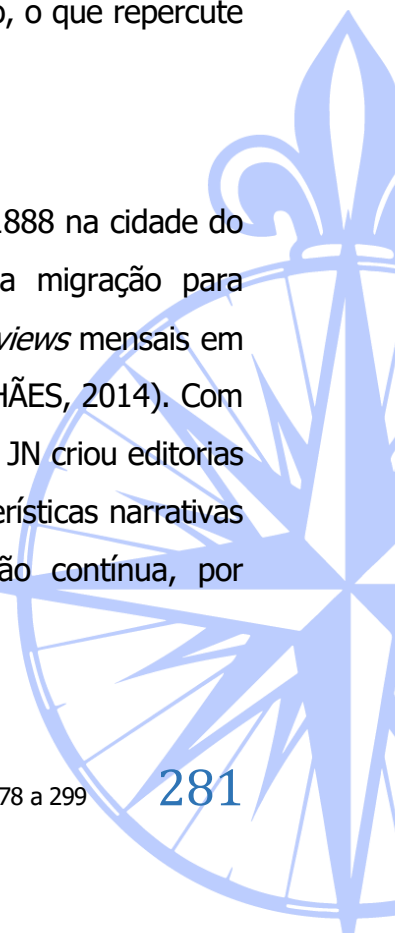 , o que repercute
1888 na cidade do
a migração para
views mensais em
HÃES, 2014). Com
JN criou editorias
erísticas narrativas
ão contínua, por
78 a 299 281